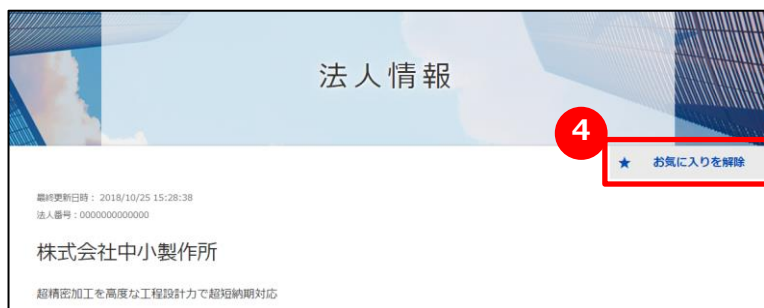 法人情報
4
★ お気に入りを解除
最終更新日時： 2018/10/25 15:28:38
法人番号：0000000000000
株式会社中小製作所
超精密加工を高度な工程設計力で超短納期対応